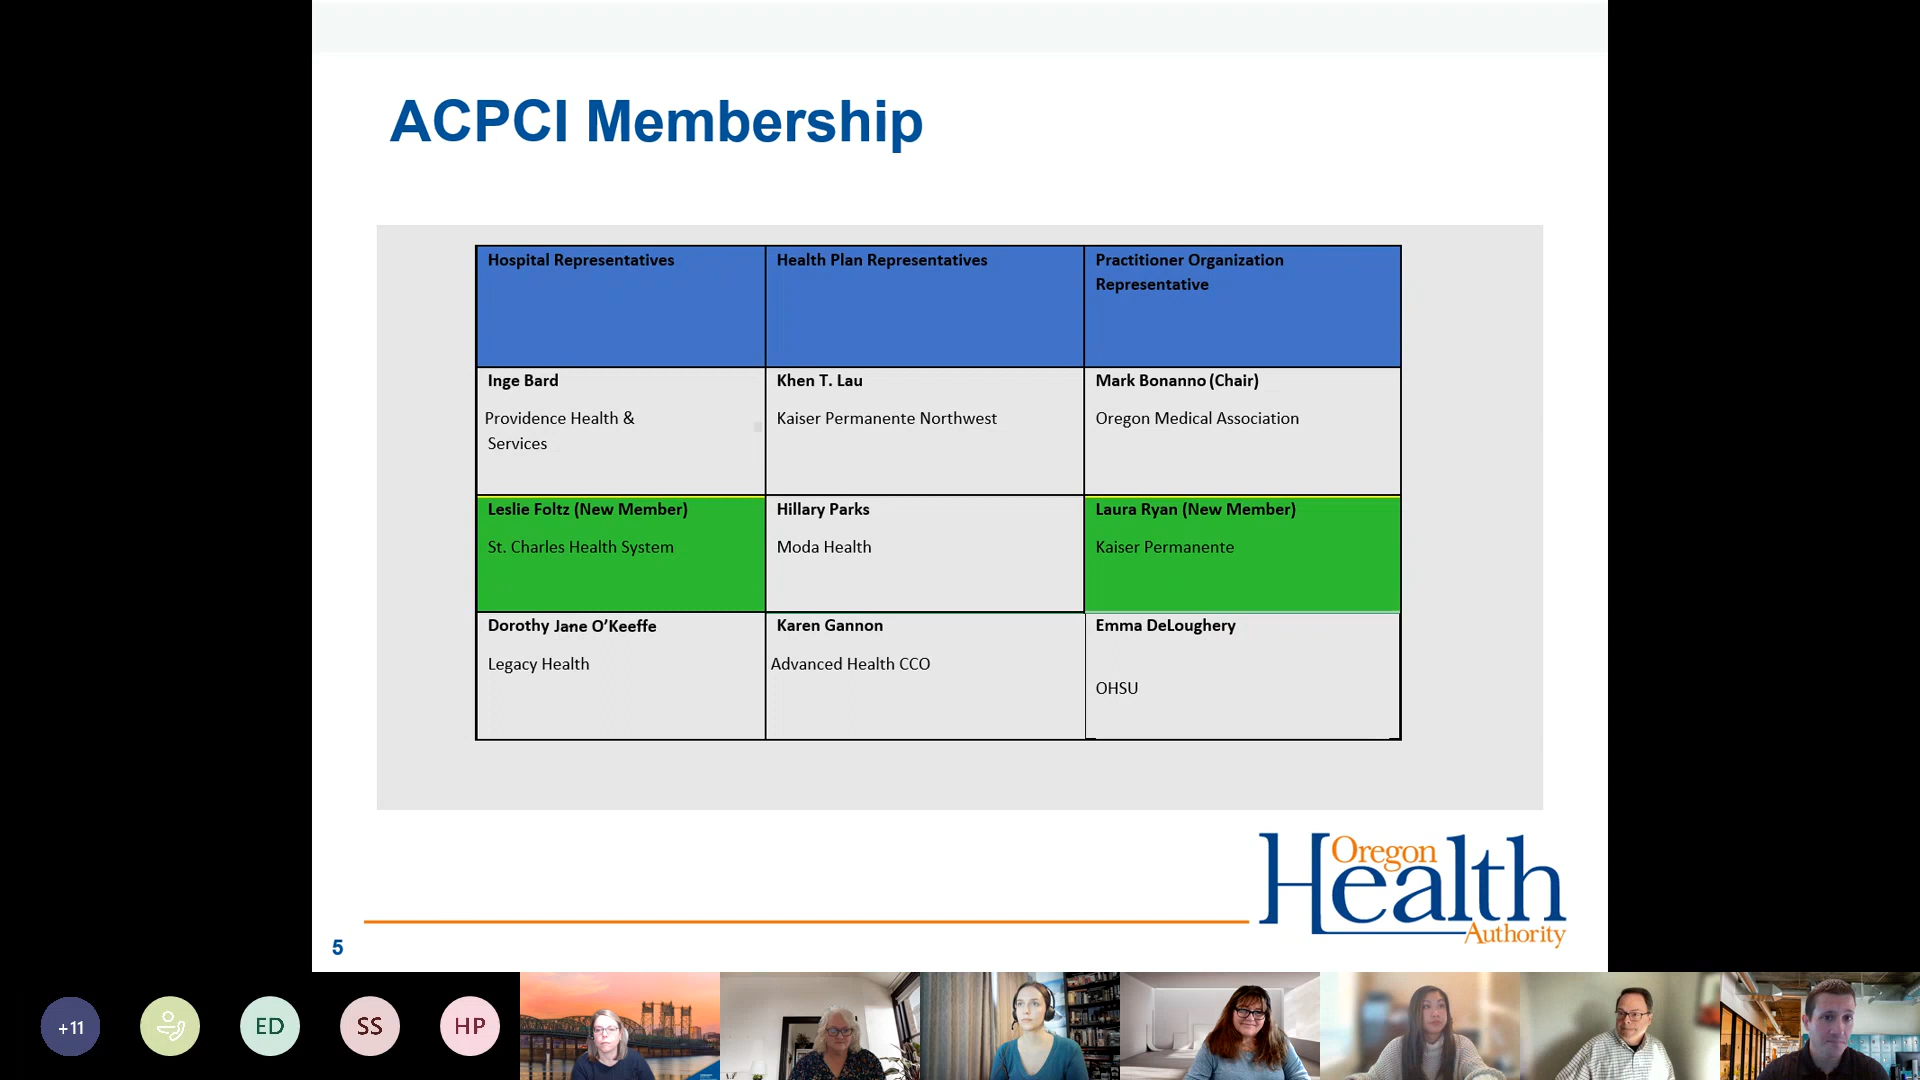 ACPCI Membership
Hospital Representatives
Health Plan Representatives
Practitioner Organization
Representative
Inge Bard
Providence Health &
Services
Khen T. Lau
Kaiser Permanente Northwest
Mark Bonanno (Chair)
Oregon Medical Association
Leslie Foltz (New Member)
St. Charles Health System
Hillary Parks
Moda Health
Laura Ryan (New Member)
Kaiser Permanente
Dorothy Jane O’Keeffe
Legacy Health
Karen Gannon
Advanced Health CCO
Emma DeLoughery
OHSU
Oregon
Health
Authority
5
+11
ED
SS
HP